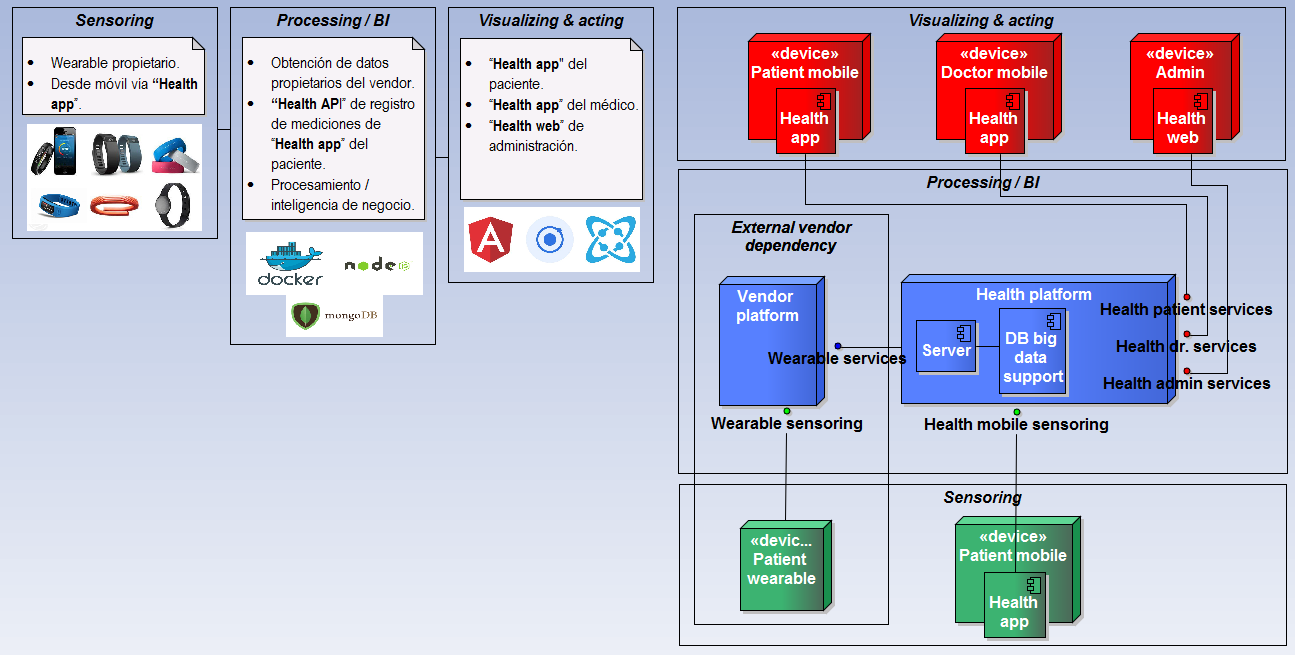 Sensoring
Wearable propietario.
Desde móvil via “Health
app”.
Processing / BI
Obtención de datos
propietarios del vendor.
“Health API” de registro
de mediciones de
“Health app” del
paciente.
Procesamiento /
inteligencia de negocio.
docker
node
mongoDB
Visualizing & acting
“Health app” del
paciente.
“Health app” del médico.
“Health web” de
administración.
A
Visualizing & acting
«device»
Patient mobile
Health
app
«device»
Doctor mobile
Health
app
«device»
Admin
Health
web
Processing / BI
External vendor
dependency
Vendor
platform
Wearable services
Wearable sensoring
Health platform
Server
DB big
data
support
Health patient services
Health dr. services
Health admin services
Health mobile sensoring
Sensoring
«devic...
Patient
wearable
«device»
Patient mobile
Health
app